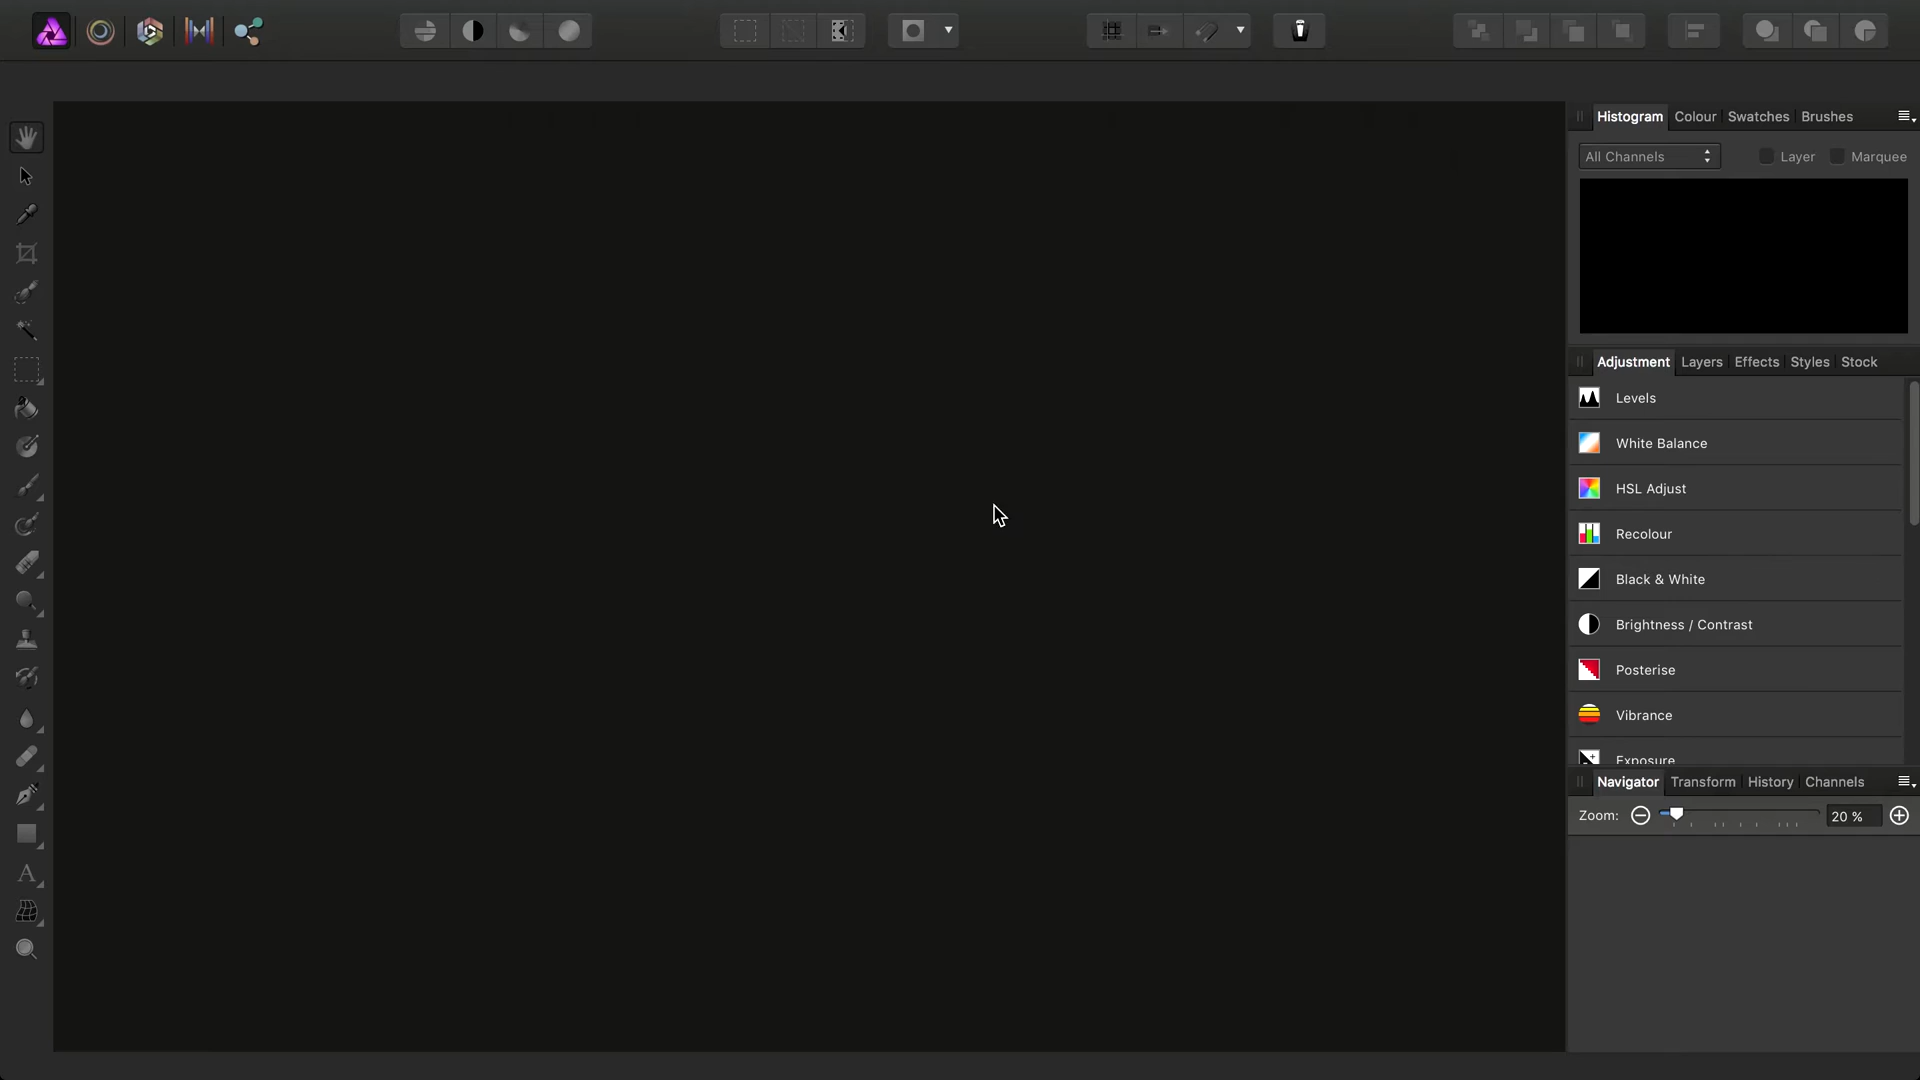 Histogram Colour Swatches Brushes
All Channels Layer Marquee
Adjustment Layers Effects Styles Stock
Levels
White Balance
HSL Adjust
Recolour
Black & White
Brightness / Contrast
Posterise
Vibrance
Exposure
Navigator Transform History Channels
Zoom: 20 %